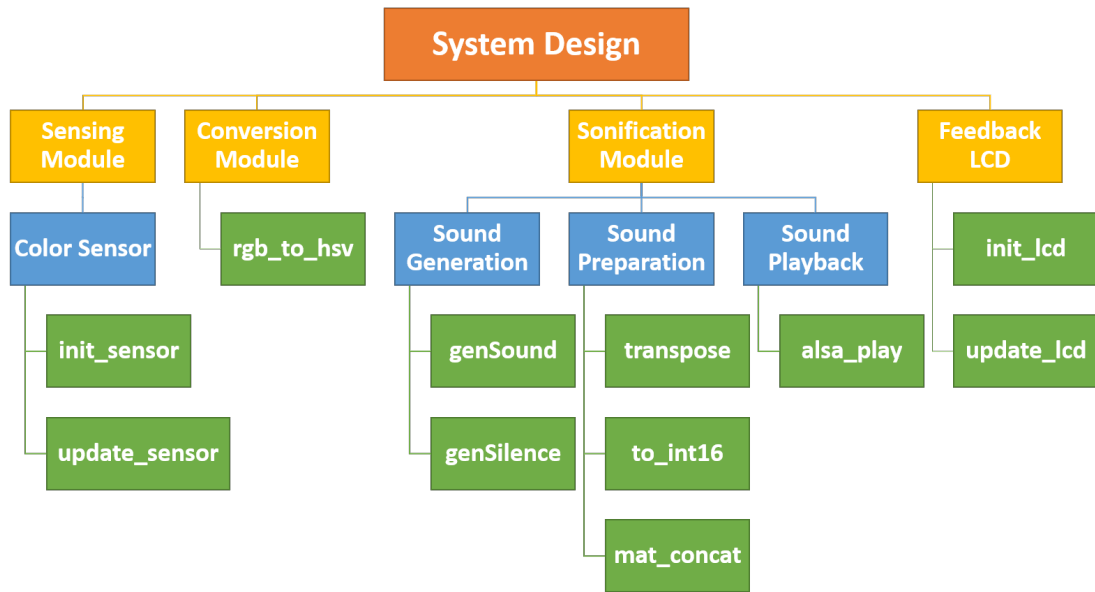 System Design
Sensing
Module
Conversion
Module
Sonification
Module
Feedback
LCD
Color Sensor
rgb_to_hsv
Sound
Generation
Sound
Preparation
Sound
Playback
init_lcd
init_sensor
genSound
transpose
alsa_play
update_lcd
update_sensor
genSilence
to_int16
mat_concat